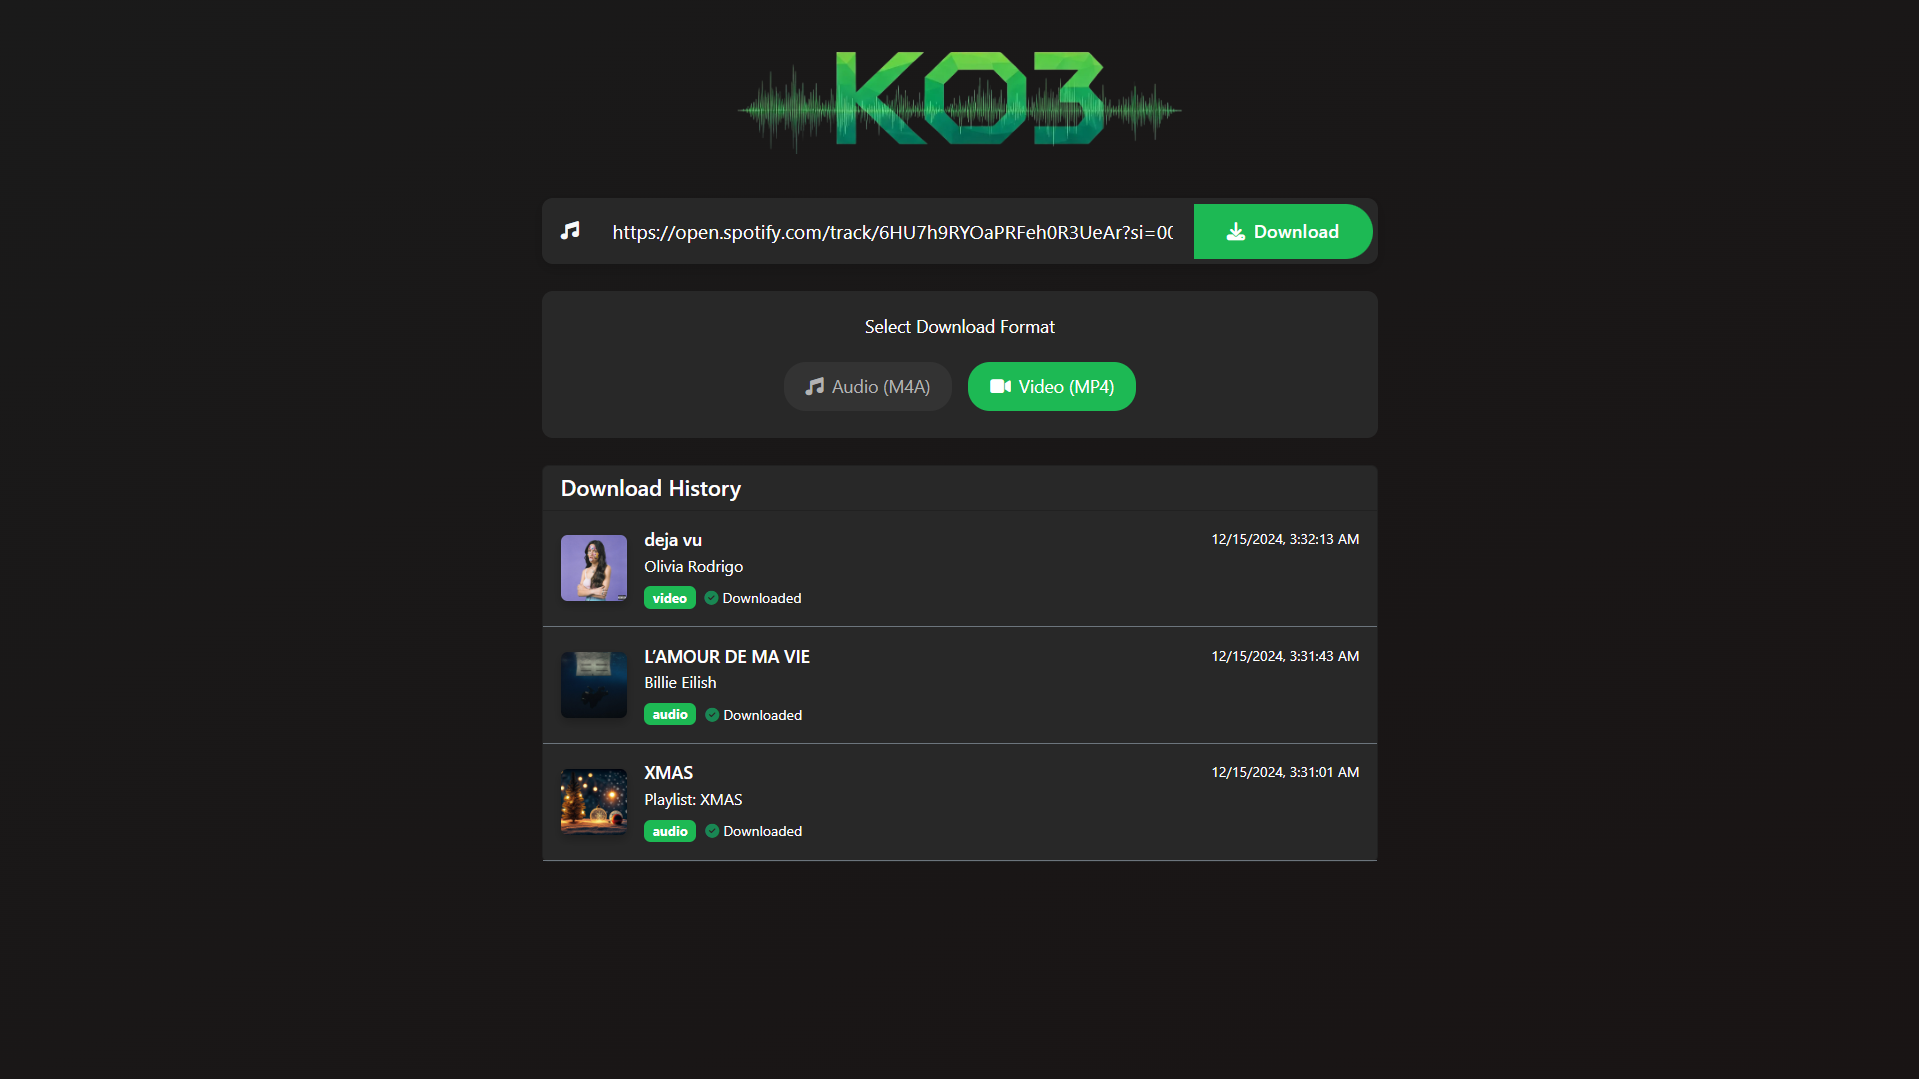 KO3
https://open.spotify.com/track/6HU7h9RYOaPRFeh0R3UeAr?si=0(
Download
Select Download Format
Audio (M4A)
Video (MP4)
Download History
deja vu
12/15/2024, 3:32:13 AM
Olivia Rodrigo
video
Downloaded
L’AMOUR DE MA VIE
12/15/2024, 3:31:43 AM
Billie Eilish
audio
Downloaded
XMAS
12/15/2024, 3:31:01 AM
Playlist: XMAS
audio
Downloaded